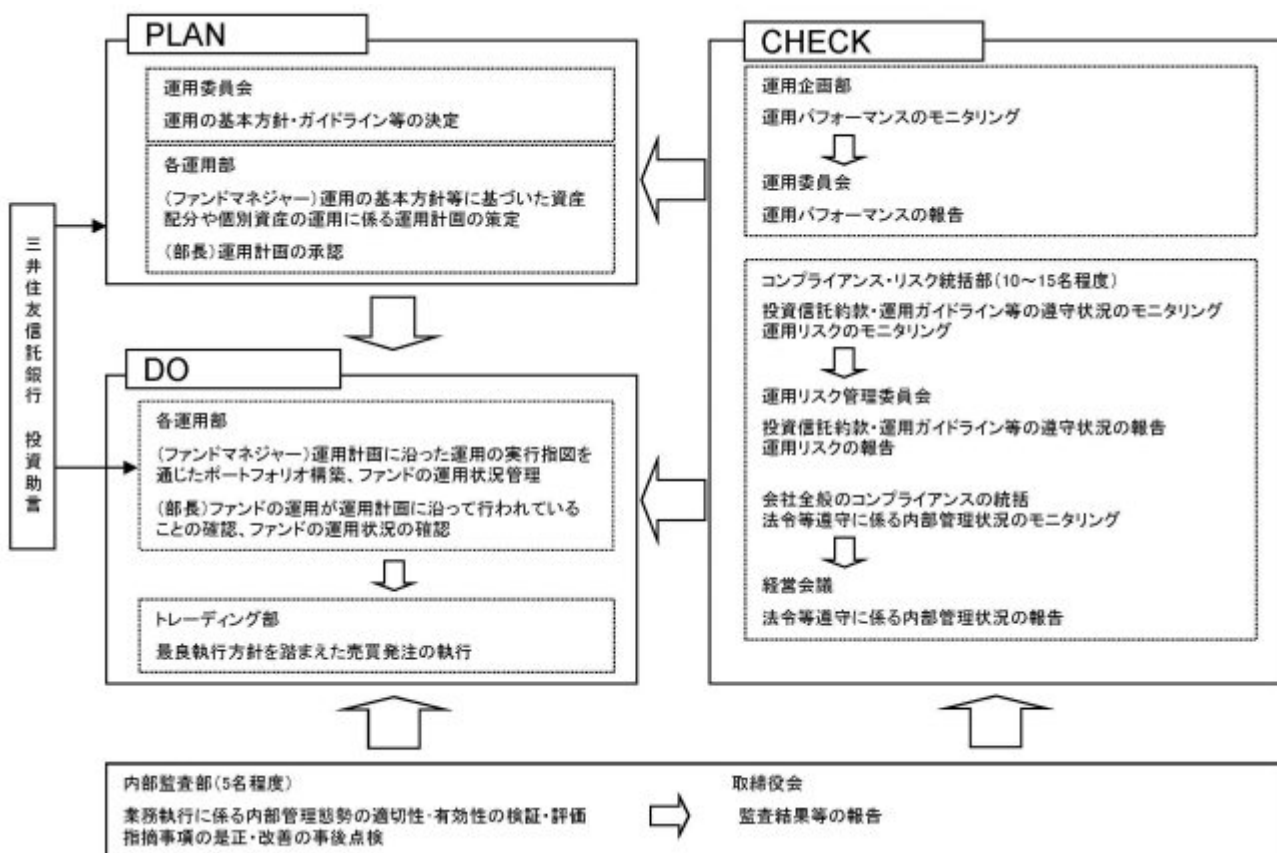 PLAN
運用委員会
運用の基本方針・ガイドライン等の決定
各運用部
(ファンドマネジャー)運用の基本方針等に基づいた資産
配分や個別資産の運用に係る運用計画の策定
(部長)運用計画の承認
三井住友信託銀行 投資助言
DO
各運用部
(ファンドマネジャー)運用計画に沿った運用の実行指図を
通じたポートフォリオ構築、ファンドの運用状況管理
(部長)ファンドの運用が運用計画に沿って行われている
ことの確認、ファンドの運用状況の確認
トレーディング部
最良執行方針を踏まえた売買発注の執行
CHECK
運用企画部
運用パフォーマンスのモニタリング
運用委員会
運用パフォーマンスの報告
コンプライアンス・リスク統括部(10～15名程度)
投資信託約款・運用ガイドライン等の遵守状況のモニタリング
運用リスクのモニタリング
運用リスク管理委員会
投資信託約款・運用ガイドライン等の遵守状況の報告
運用リスクの報告
会社全般のコンプライアンスの統括
法令等遵守に係る内部管理状況のモニタリング
経営会議
法令等遵守に係る内部管理状況の報告
内部監査部(5名程度)
業務執行に係る内部管理態勢の適切性・有効性の検証・評価
指摘事項の是正・改善の事後点検
取締役会
監査結果等の報告